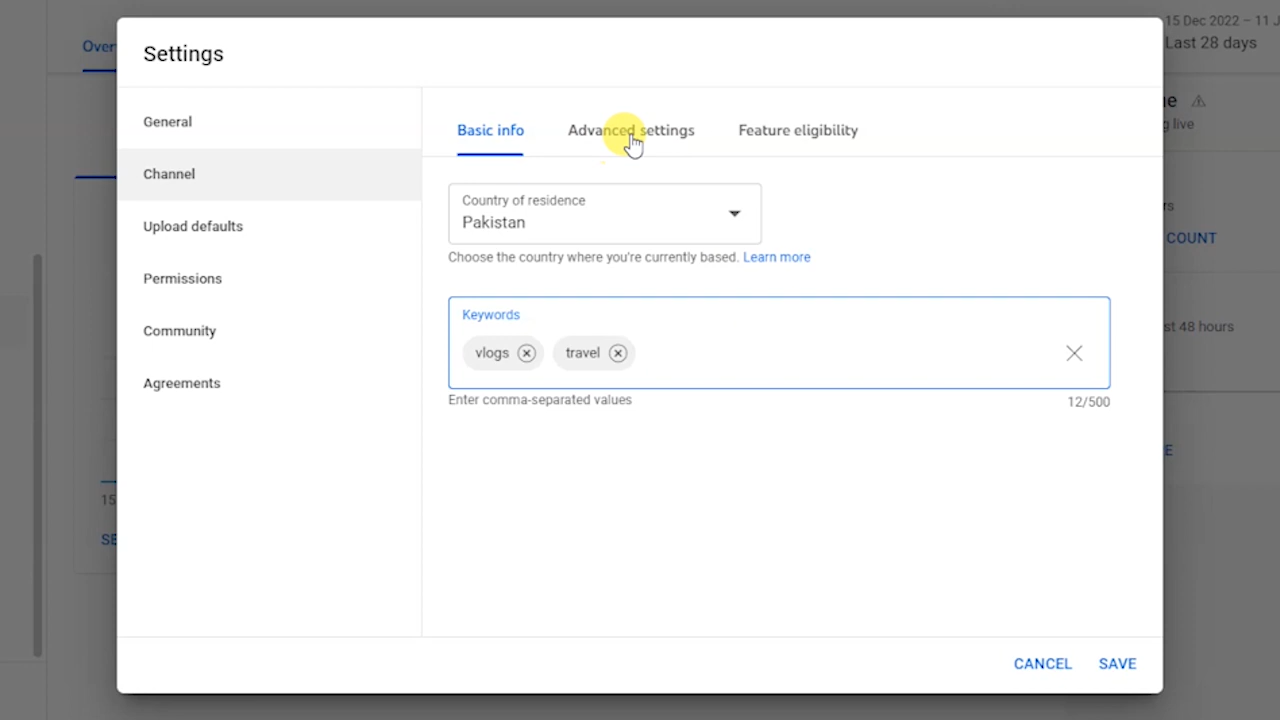 15 Dec 2022 – 11 J
Last 28 days
Over
Settings
General
Channel
Upload defaults
Permissions
Community
Agreements
Basic info
Advanced settings
Feature eligibility
Country of residence
Pakistan
Choose the country where you're currently based. Learn more
Keywords
vlogs
travel
Enter comma-separated values
12/500
CANCEL
SAVE
ue
g live
rs
COUNT
st 48 hours
E
15
SE